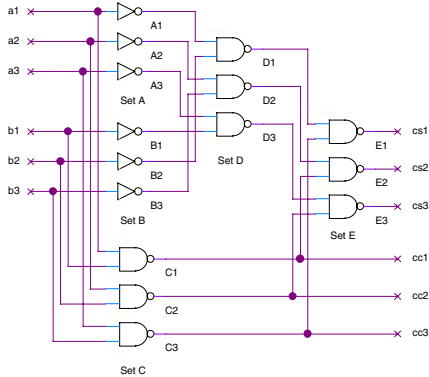 a1
A1
a2
A2
D1
a3
A3
D2
Set A
b1
B1
D3
cs1
E1
b2
B2
Set D
cs2
E2
b3
B3
cs3
E3
Set B
Set E
cc1
C1
cc2
C2
cc3
C3
Set C